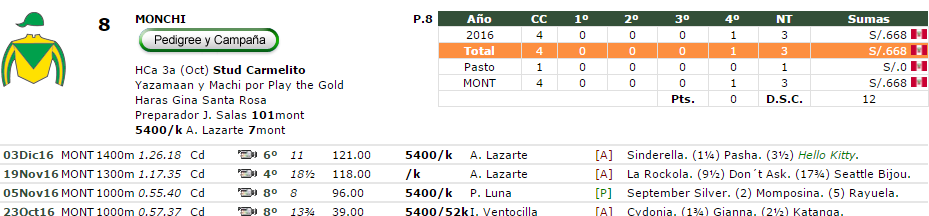 8 MONCHI P.8
Pedigree y Campaña
HCa 3a (Oct) Stud Carmelito
Yazamaan y Machi por Play the Gold
Haras Gina Santa Rosa
Preparador J. Salas 101mont
5400/k A. Lazarte 7mont
Año CC 1º 2º 3º 4º NT Sumas
2016 4 0 0 0 1 3 S/.668
Total 4 0 0 0 1 3 S/.668
Pasto 1 0 0 0 0 1 S/.0
MONT 4 0 0 0 1 3 S/.668
Pts. 0 D.S.C. 12
03Dic16 MONT 1400m 1.26.18 Cd 6º 11 121.00 5400/k A. Lazarte [A] Sinderella. (1¼) Pasha. (3½) Hello Kitty.
19Nov16 MONT 1300m 1.17.35 Cd 4º 18½ 118.00 /k A. Lazarte [A] La Rockola. (9½) Don´t Ask. (17¾) Seattle Bijou.
05Nov16 MONT 1000m 0.55.40 Cd 8º 8 96.00 5400/k P. Luna [P] September Silver. (2) Momposina. (5) Rayuela.
23Oct16 MONT 1000m 0.57.37 Cd 8º 13¾ 39.00 5400/52k I. Ventocilla [A] Cydonia. (1¾) Gianna. (2½) Katanga.